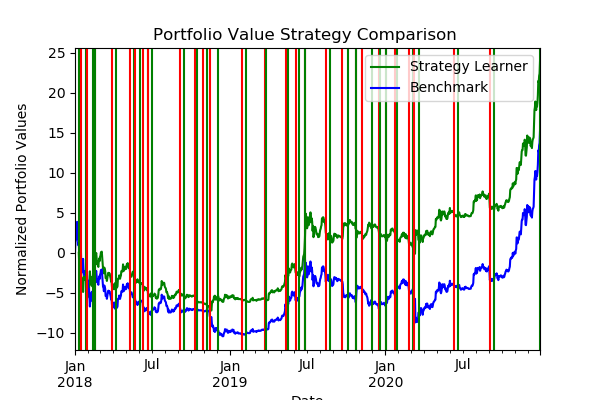 Portfolio Value Strategy Comparison
25
20
15
10
5
0
−5
−10
Normalized Portfolio Values
Strategy Learner
Benchmark
Jan
2018
Jul
Jan
2019
Jul
Jan
2020
Jul
Date